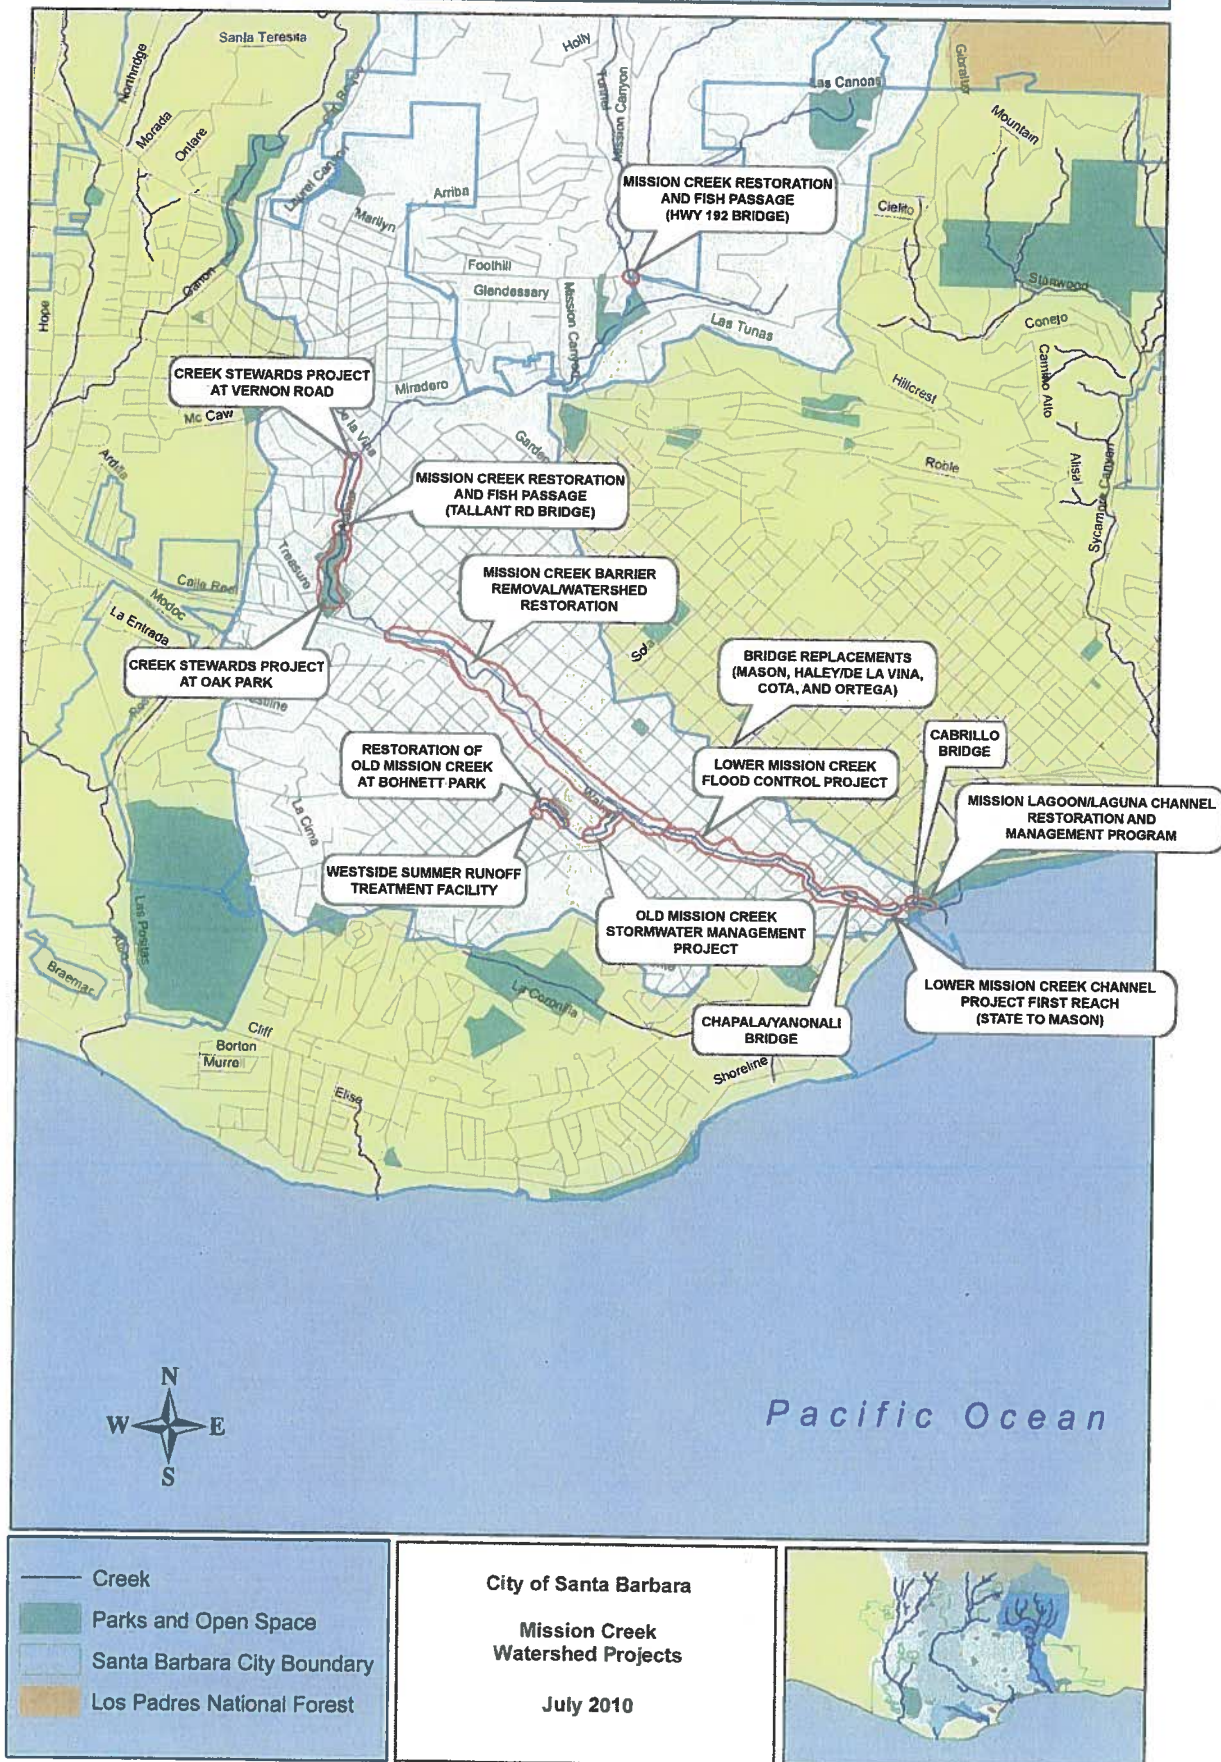 Santa Teresita
Holly
Northridge
Morada
Ontare
Tunnel
Mission Canyon
Las Canoas
Gibraltar
Mountain
Laurel Canyon
Arriba
Marilyn
MISSION CREEK RESTORATION
AND FISH PASSAGE
(HWY 192 BRIDGE)
Cielito
Foothill
Glendessary
Mission Canyon
Las Tunas
Stanwood
Conejo
Hope
Canon
CREEK STEWARDS PROJECT
AT VERNON ROAD
Miradero
Hillcrest
Camino Alto
Mc Caw
de la Vina
Garden
Roble
Alisal
Sycamore Canyon
Ardilla
MISSION CREEK RESTORATION
AND FISH PASSAGE
(TALLANT RD BRIDGE)
Treasure
MISSION CREEK BARRIER
REMOVAL/WATERSHED
RESTORATION
Calle Real
Modoc
La Entrada
Sola
CREEK STEWARDS PROJECT
AT OAK PARK
BRIDGE REPLACEMENTS
(MASON, HALEY/DE LA VINA,
COTA, AND ORTEGA)
CABRILLO
BRIDGE
RESTORATION OF
OLD MISSION CREEK
AT BOHNETT PARK
LOWER MISSION CREEK
FLOOD CONTROL PROJECT
MISSION LAGOON/LAGUNA CHANNEL
RESTORATION AND
MANAGEMENT PROGRAM
La Cima
WESTSIDE SUMMER RUNOFF
TREATMENT FACILITY
OLD MISSION CREEK
STORMWATER MANAGEMENT
PROJECT
Las Positas
Braemar
La Coronilla
LOWER MISSION CREEK CHANNEL
PROJECT FIRST REACH
(STATE TO MASON)
CHAPALA/YANONALI
BRIDGE
Cliff
Borton
Murrell
Shoreline
Elise
N
W E
S
Pacific Ocean
Creek
Parks and Open Space
Santa Barbara City Boundary
Los Padres National Forest
City of Santa Barbara
Mission Creek
Watershed Projects
July 2010